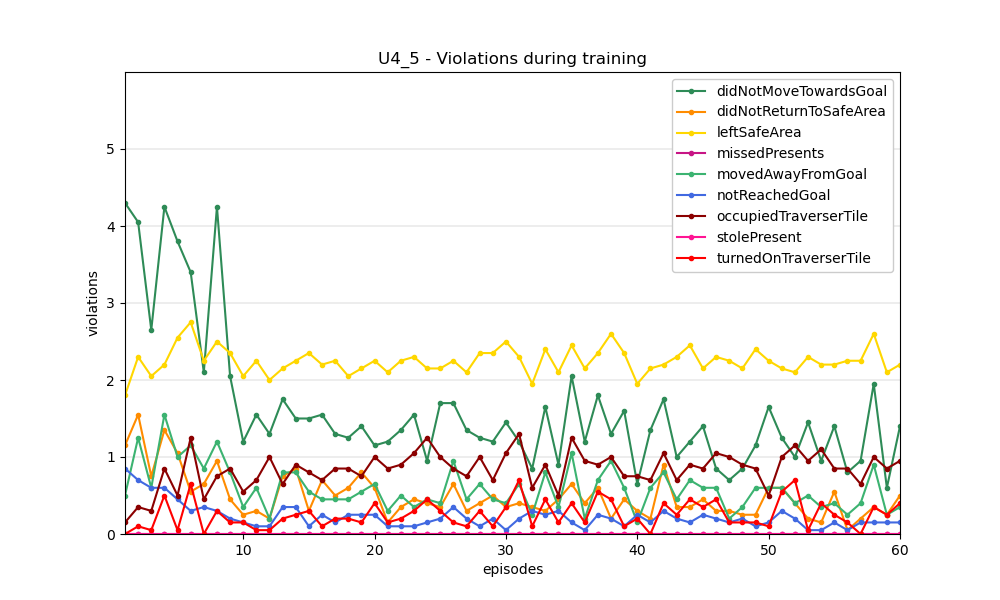 U4_5 - Violations during training
didNotMoveTowardsGoal
didNotReturnToSafeArea
leftSafeArea
missedPresents
movedAwayFromGoal
notReachedGoal
occupiedTraverserTile
stolePresent
turnedOnTraverserTile
violations
5
4
3
2
1
0
10
20
30
40
50
60
episodes